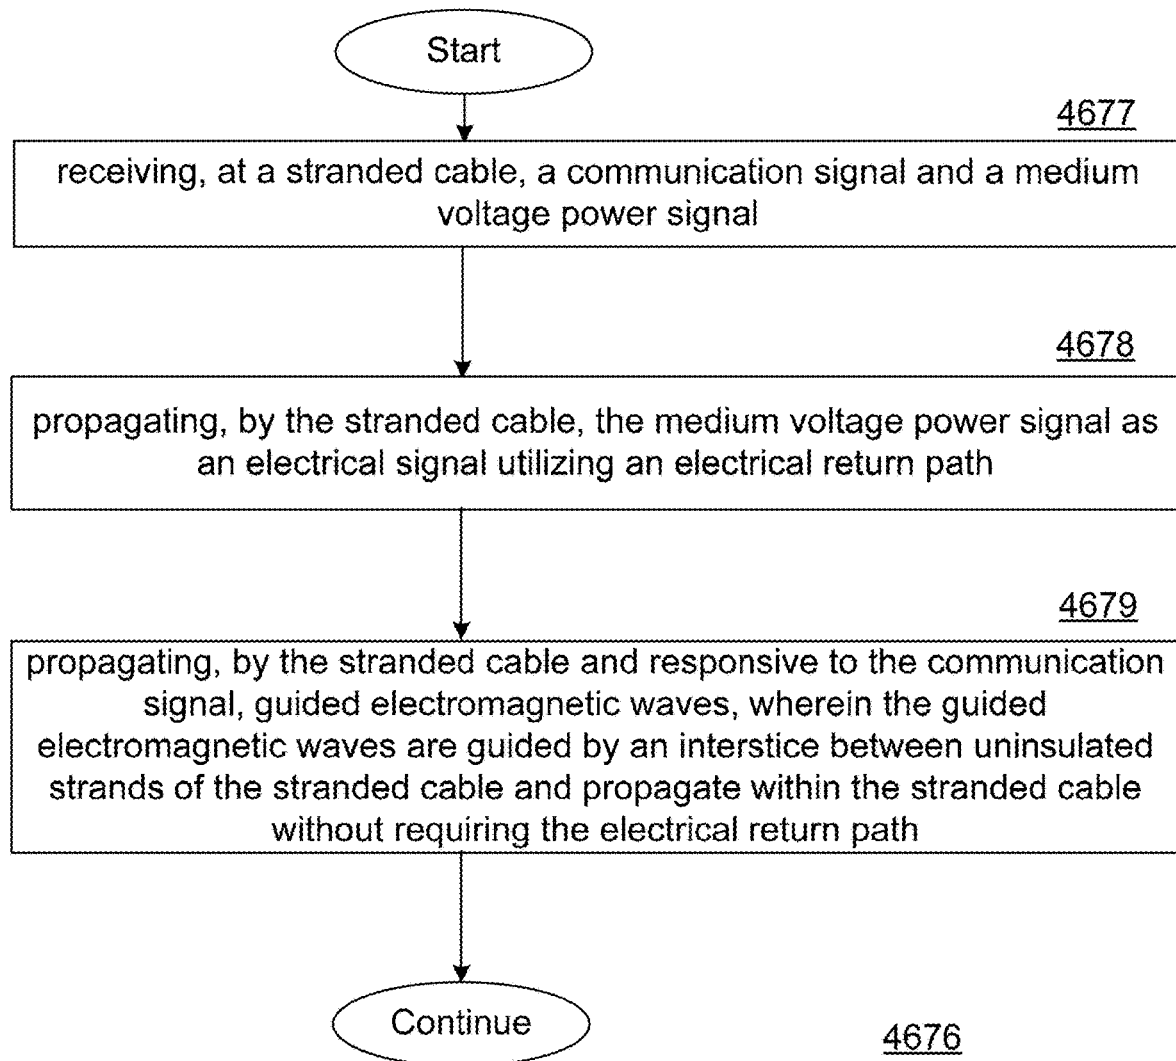 Start
4677
receiving, at a stranded cable, a communication signal and a medium
voltage power signal
4678
propagating, by the stranded cable, the medium voltage power signal as
an electrical signal utilizing an electrical return path
4679
propagating, by the stranded cable and responsive to the communication
signal, guided electromagnetic waves, wherein the guided
electromagnetic waves are guided by an interstice between uninsulated
strands of the stranded cable and propagate within the stranded cable
without requiring the electrical return path
Continue
4676